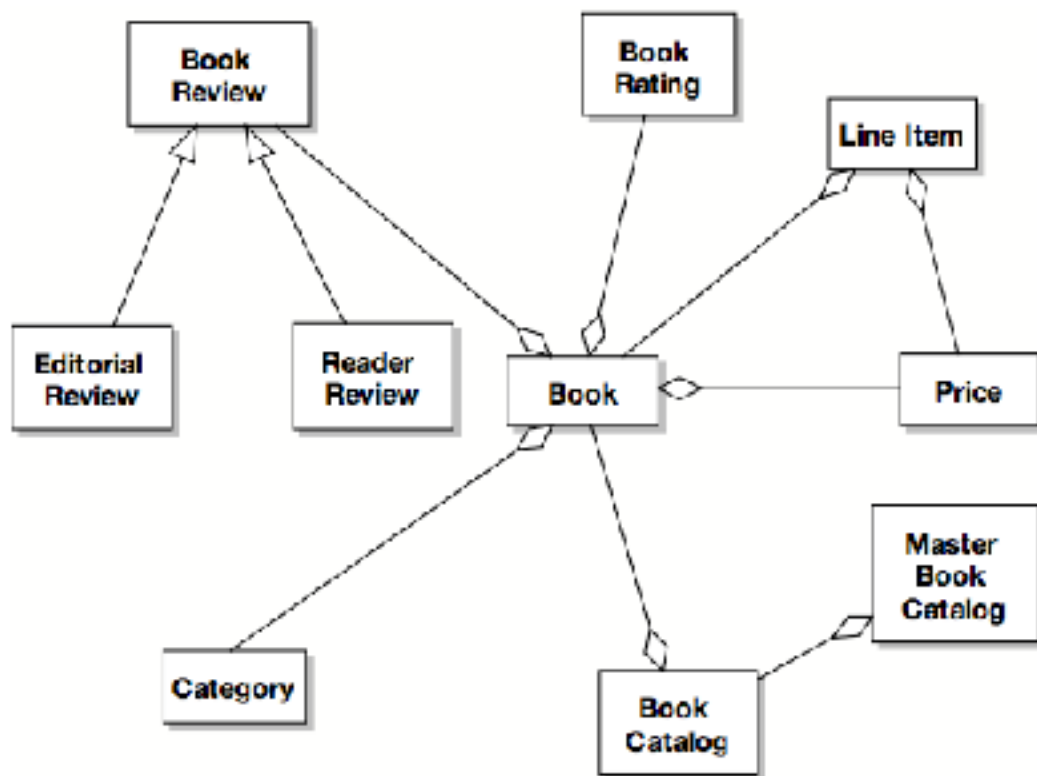 Book
Review
Book
Rating
Line Item
Editorial
Review
Reader
Review
Book
Price
Master
Book
Catalog
Category
Book
Catalog